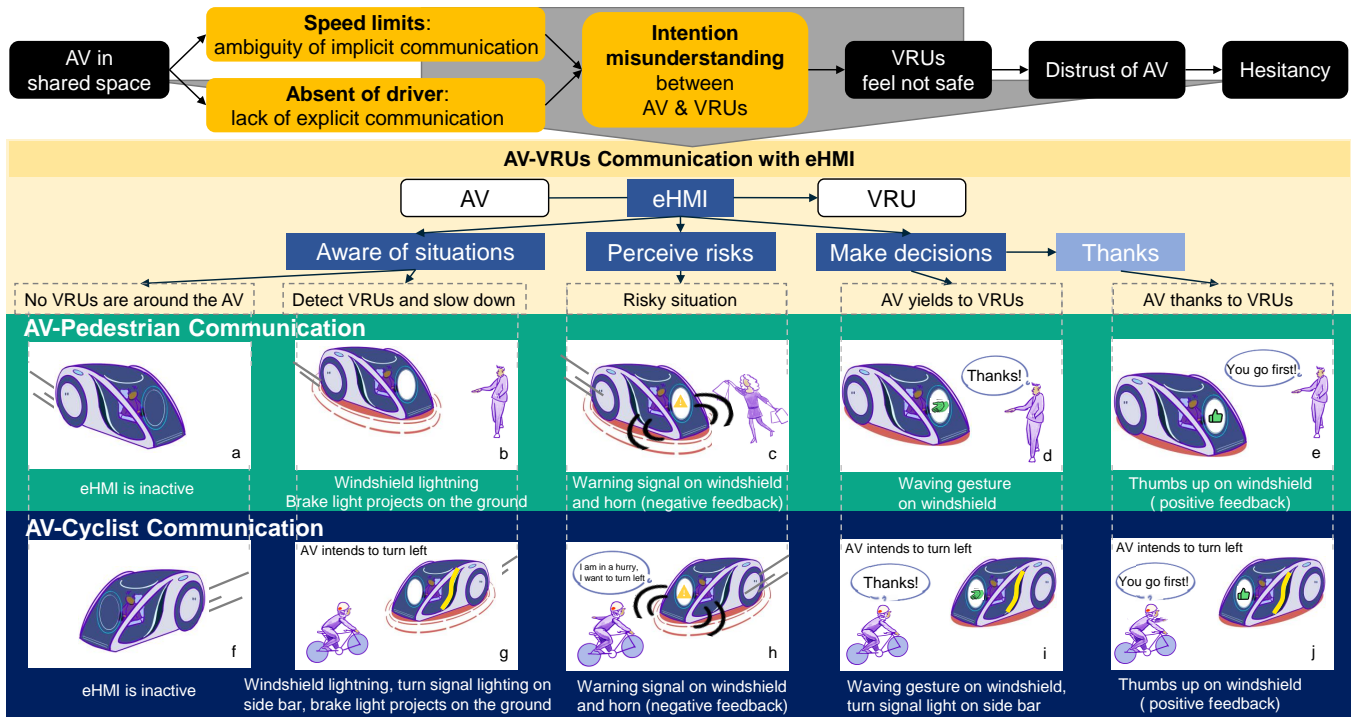 AV in
shared space
Speed limits:
ambiguity of implicit communication
Absent of driver:
lack of explicit communication
Intention
misunderstanding
between
AV & VRUs
VRUs
feel not safe
Distrust of AV
Hesitancy
AV-VRUs Communication with eHMI
AV
eHMI
VRU
Aware of situations
Perceive risks
Make decisions
Thanks
No VRUs are around the AV
Detect VRUs and slow down
Risky situation
AV yields to VRUs
AV thanks to VRUs
AV-Pedestrian Communication
a
eHMI is inactive
b
Windshield lightning
Brake light projects on the ground
c
Warning signal on windshield
and horn (negative feedback)
Thanks!
d
Waving gesture
on windshield
You go first!
e
Thumbs up on windshield
( positive feedback)
AV-Cyclist Communication
f
eHMI is inactive
AV intends to turn left
g
Windshield lightning, turn signal lighting on
side bar, brake light projects on the ground
I am in a hurry,
I want to turn left
h
Warning signal on windshield
and horn (negative feedback)
AV intends to turn left
Thanks!
i
Waving gesture on windshield,
turn signal light on side bar
AV intends to turn left
You go first!
j
Thumbs up on windshield
( positive feedback)